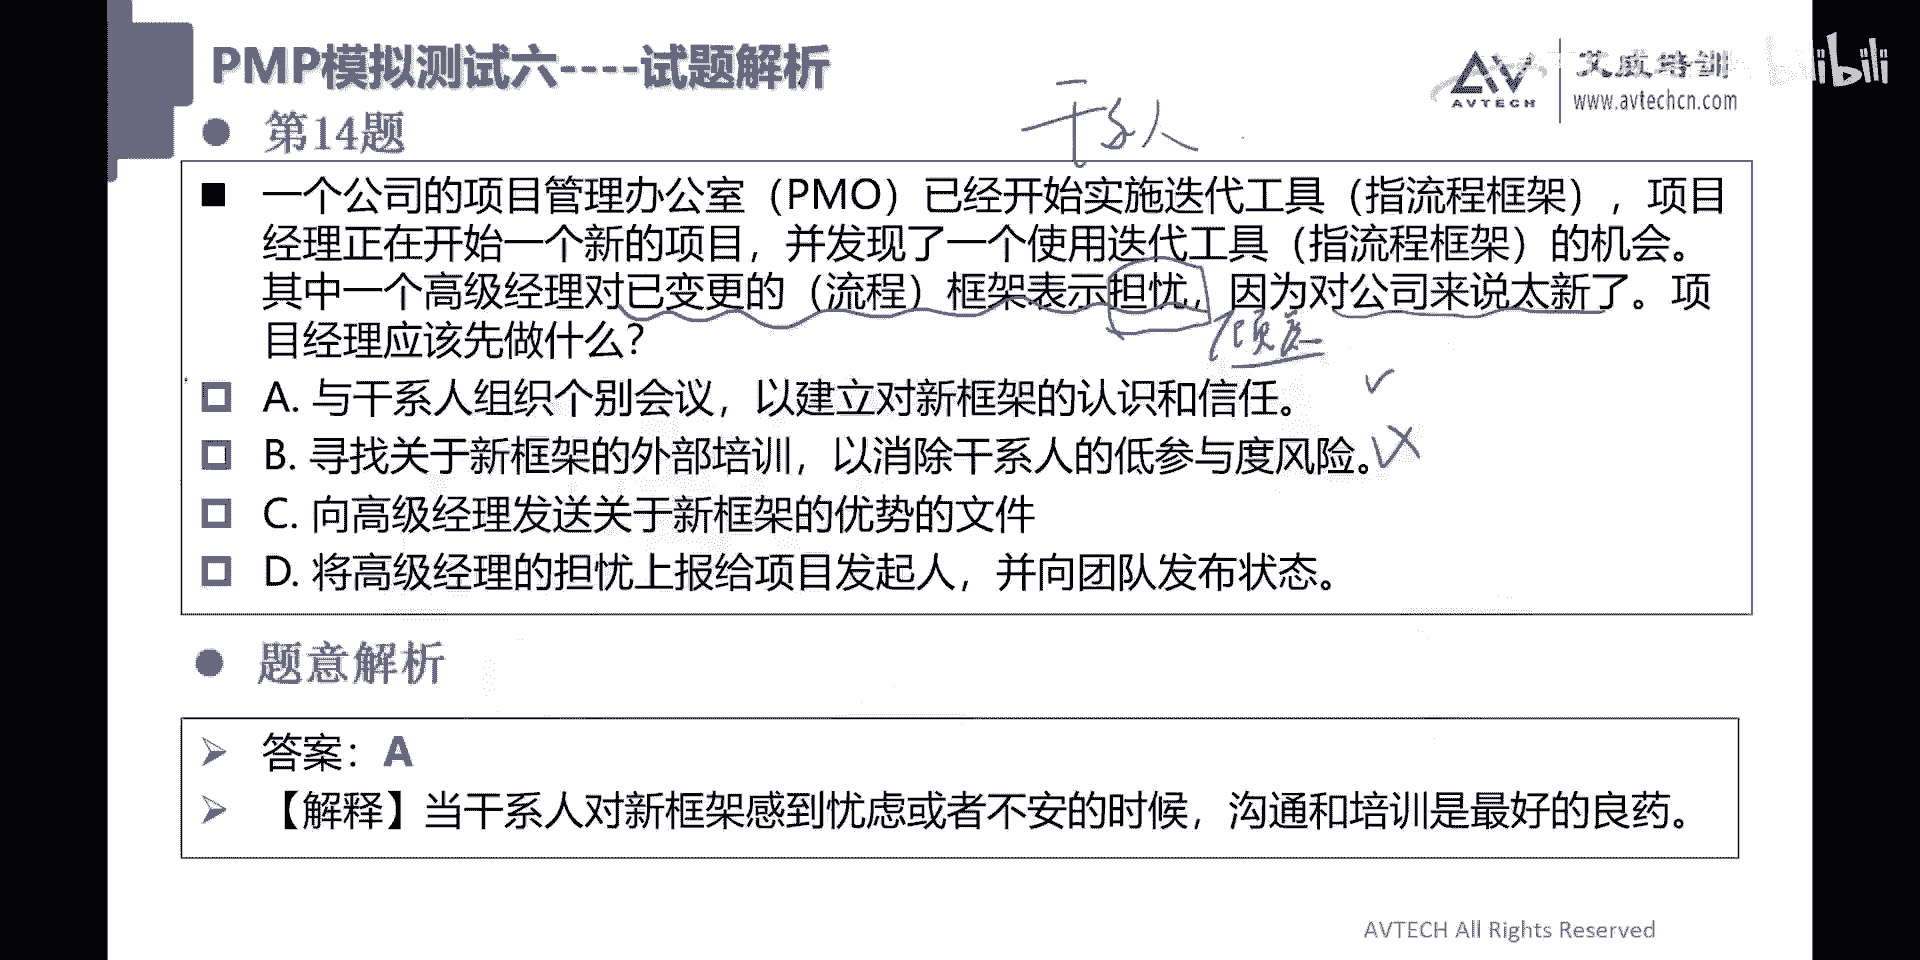 PMP模拟测试六----试题解析
AVTECH
艾威培训
www.avtechcn.com
bilibili
第14题
干系人
一个公司的项目管理办公室（PMO）已经开始实施迭代工具（指流程框架），项目
经理正在开始一个新的项目，并发现了一个使用迭代工具（指流程框架）的机会。
其中一个高级经理对已变更的（流程）框架表示担忧，因为对公司来说太新了。项
目经理应该先做什么？
A. 与干系人组织个别会议，以建立对新框架的认识和信任。
B. 寻找关于新框架的外部培训，以消除干系人的低参与度风险。
C. 向高级经理发送关于新框架的优势的文件
D. 将高级经理的担忧上报给项目发起人，并向团队发布状态。
题意解析
答案：A
【解释】当干系人对新框架感到忧虑或者不安的时候，沟通和培训是最好的良药。
AVTECH All Rights Reserved